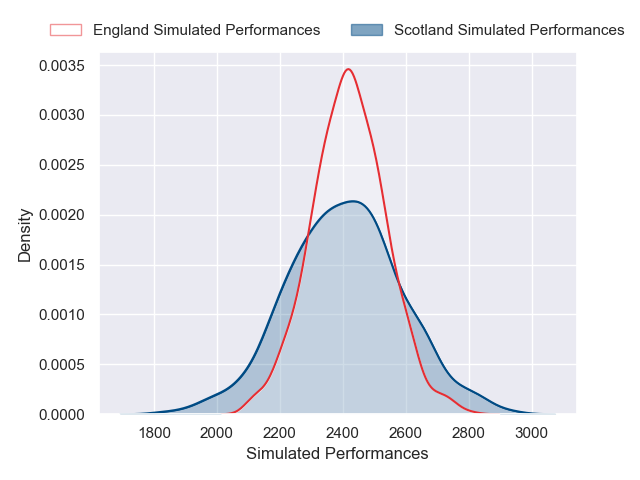 England Simulated Performances
Scotland Simulated Performances
0.0035
0.0030
0.0025
0.0020
0.0015
0.0010
0.0005
0.0000
Density
1800 2000 2200 2400 2600 2800 3000
Simulated Performances